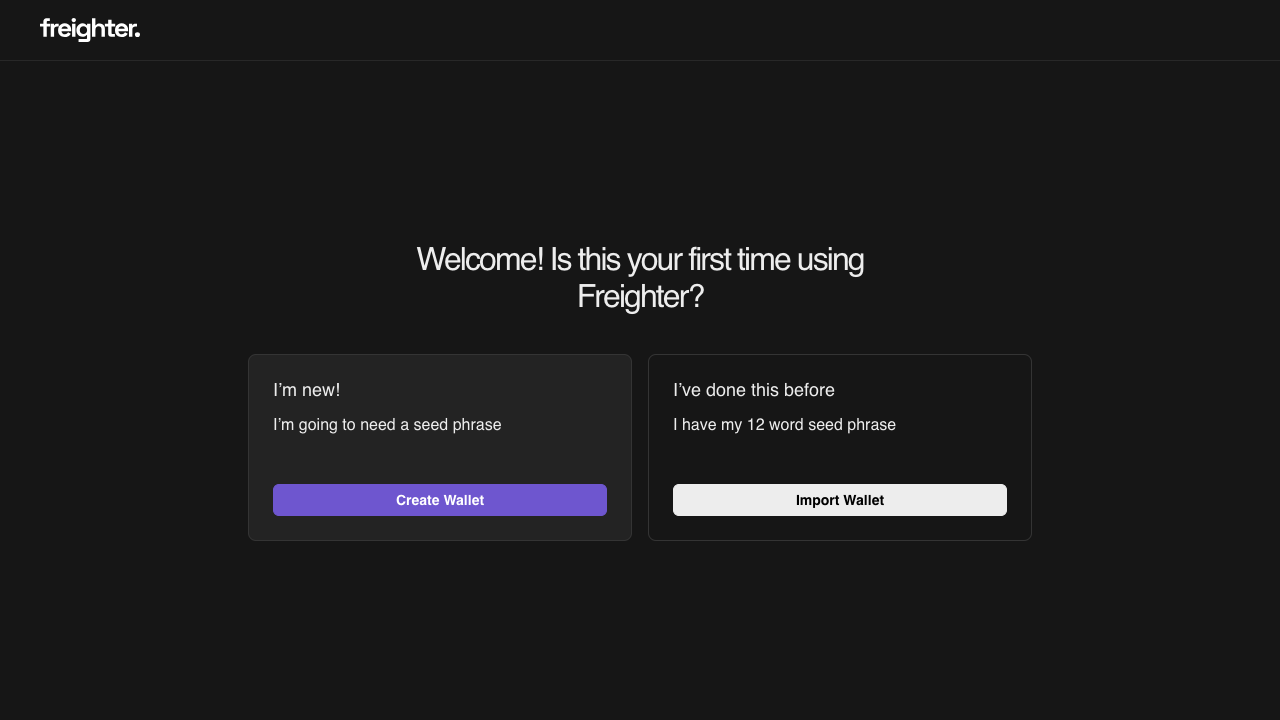 freighter.
Welcome! Is this your first time using
Freighter?
I’m new!
I’m going to need a seed phrase
Create Wallet
I’ve done this before
I have my 12 word seed phrase
Import Wallet